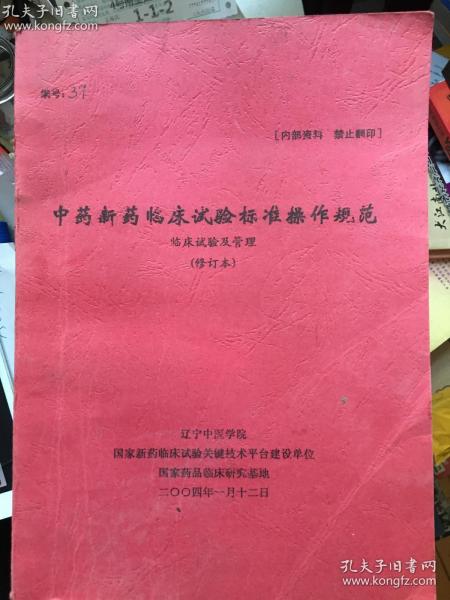 孔夫子旧书网
1-1-2
案号：37
[内部资料 禁止翻印]
中药新药临床试验标准操作规范
临床试验及管理
(修订本)
辽宁中医学院
国家新药临床试验关键技术平台建设单位
国家药品临床研究基地
二〇〇四年一月十二日
大江
孔夫子旧书网
www.kongfz.com